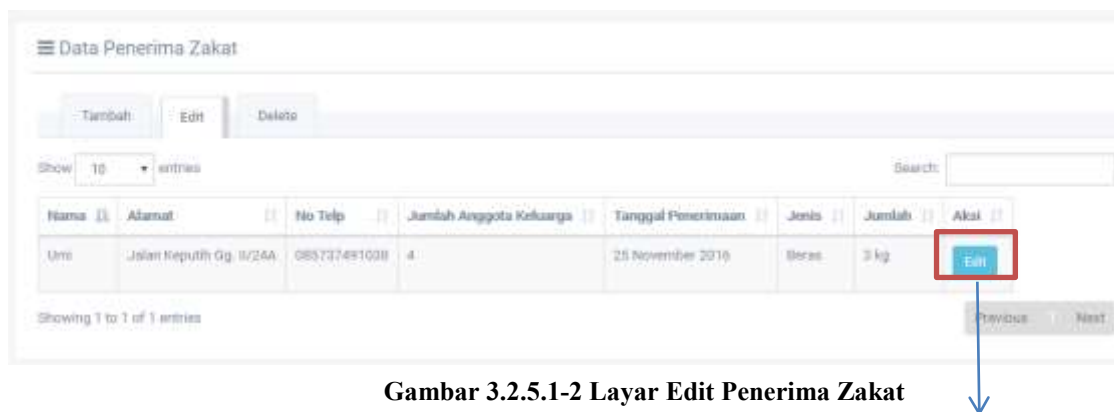 Data Penerima Zakat
Tambah Edit Delete
Show 10 entries Search:
Nama Alamat No Telp Jumlah Anggota Keluarga Tanggal Penerimaan Jenis Jumlah Aksi
Umi Jalan Keputih Gg. II/24A 085737491038 4 25 November 2016 Beras 3 kg Edit
Showing 1 to 1 of 1 entries Previous 1 Next
Gambar 3.2.5.1-2 Layar Edit Penerima Zakat